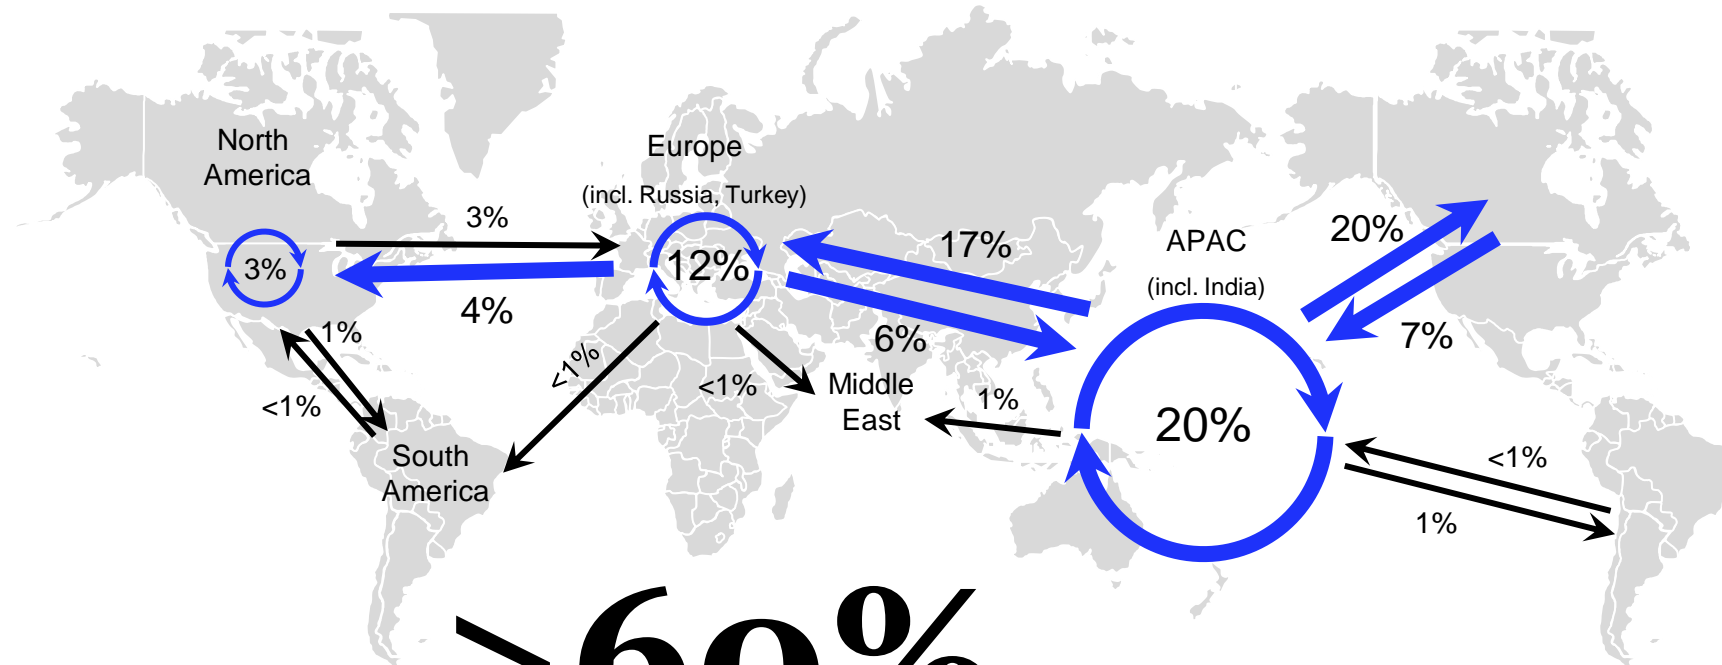 North
America
Europe
(incl. Russia, Turkey)
3%
3%
4%
12%
17%
6%
APAC
(incl. India)
20%
7%
20%
1%
<1%
<1%
<1%
Middle
East
1%
South
America
<1%
1%